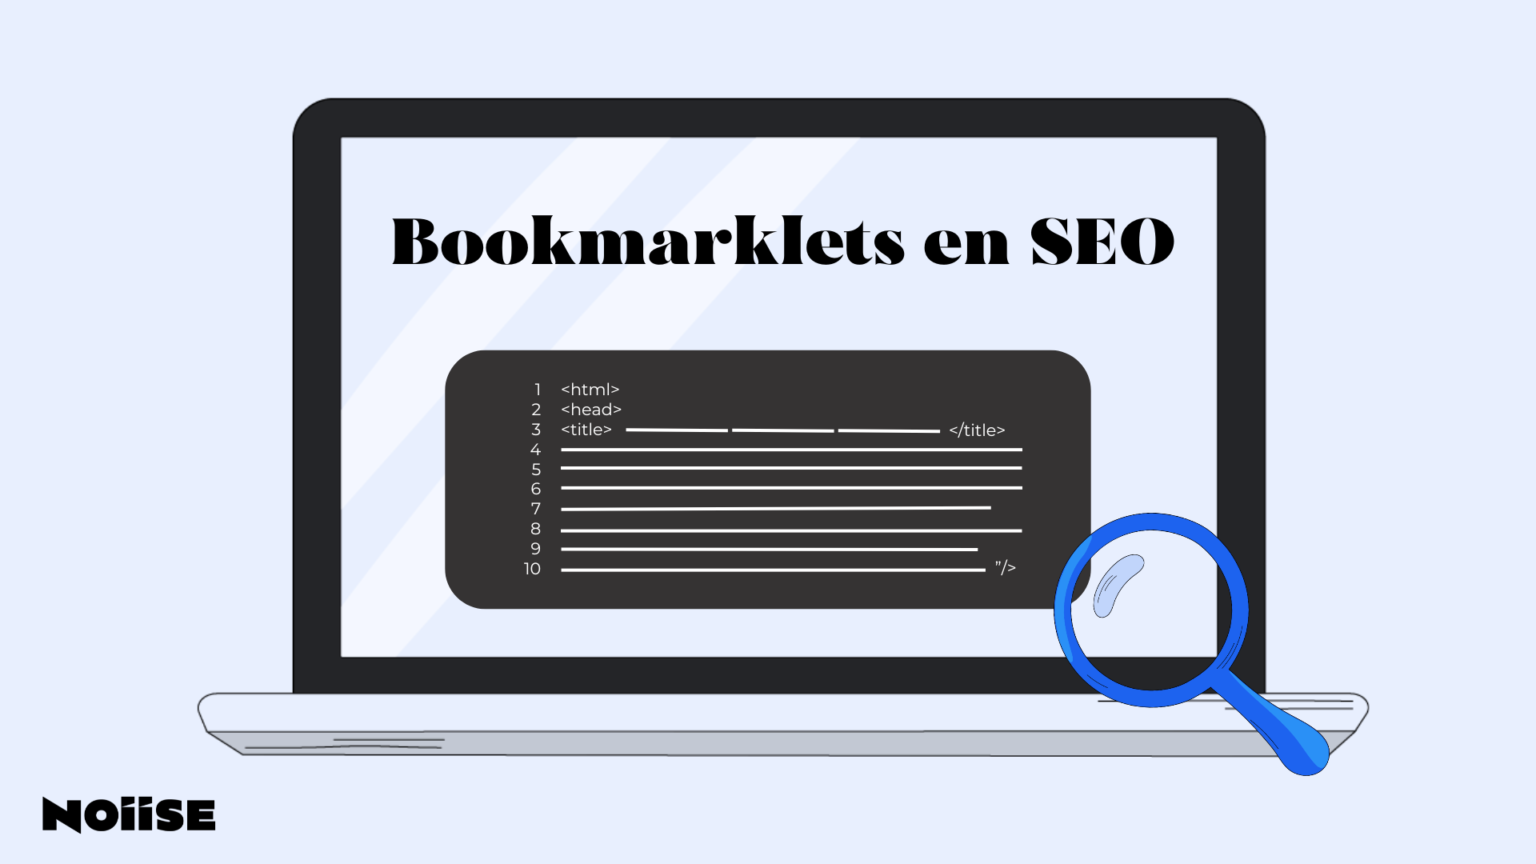 Bookmarklets en SEO
1 <html>
2 <head>
3 <title> </title>
4
5
6
7
8
9
10 "/>
NOIISE